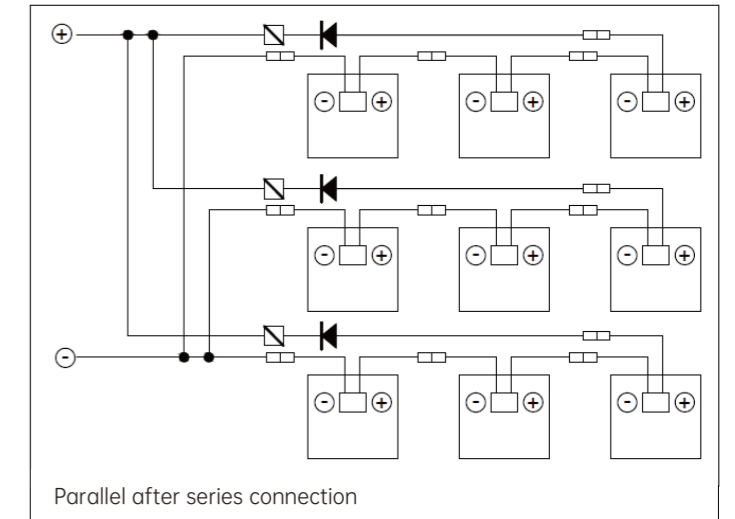 +
- + - + - +
- + - + - +
-
- + - + - +
Parallel after series connection